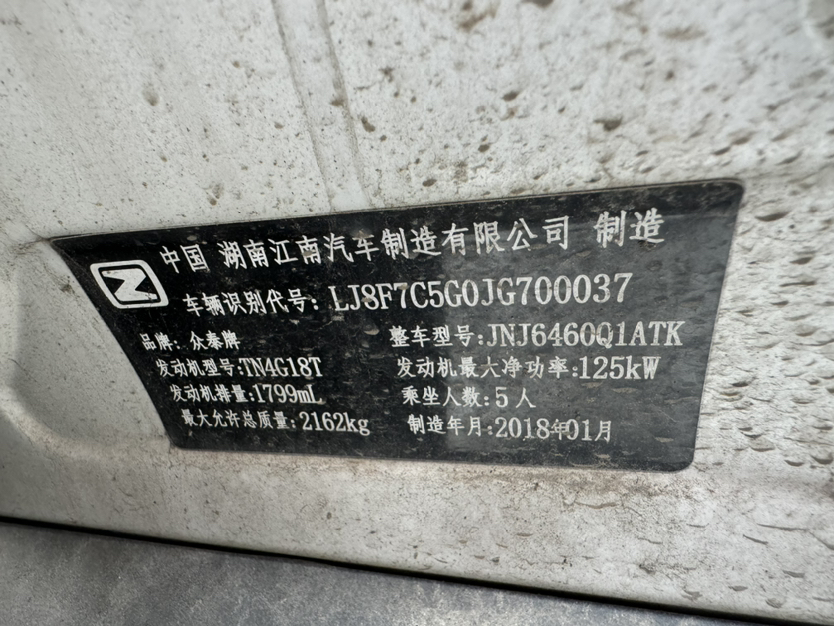 中国 湖南江南汽车制造有限公司 制造
车辆识别代号: LJ8F7C5G0JG700037
品牌: 众泰牌 整车型号: JNJ6460Q1ATK
发动机型号:TN4G18T 发动机最大净功率:125kW
发动机排量:1799mL 乘坐人数:5人
最大允许总质量:2162kg 制造年月:2018年01月